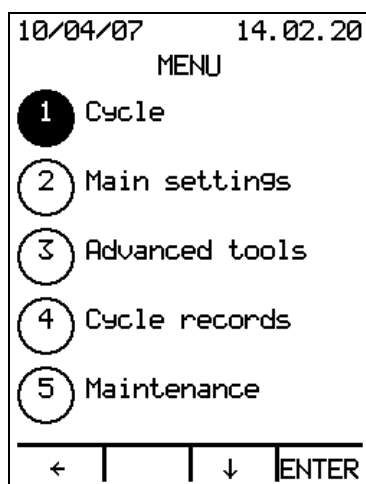 10/04/07 14.02.20
MENU
1 Cycle
2 Main settings
3 Advanced tools
4 Cycle records
5 Maintenance
← ↓ ENTER